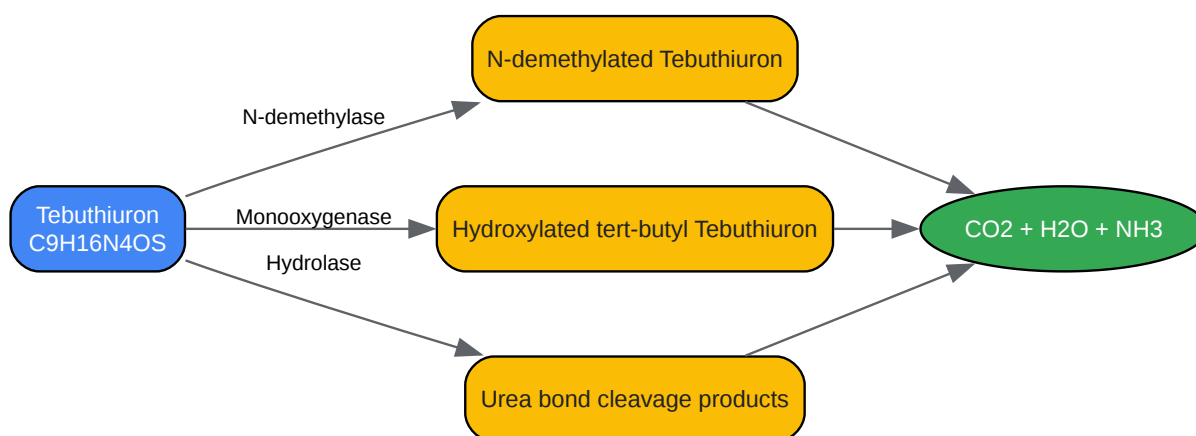 N-demethylated Tebuthiuron
N-demethylase
Tebuthiuron
C9H16N4OS
Monooxygenase
Hydroxylated tert-butyl Tebuthiuron
CO2 + H2O + NH3
Hydrolase
Urea bond cleavage products